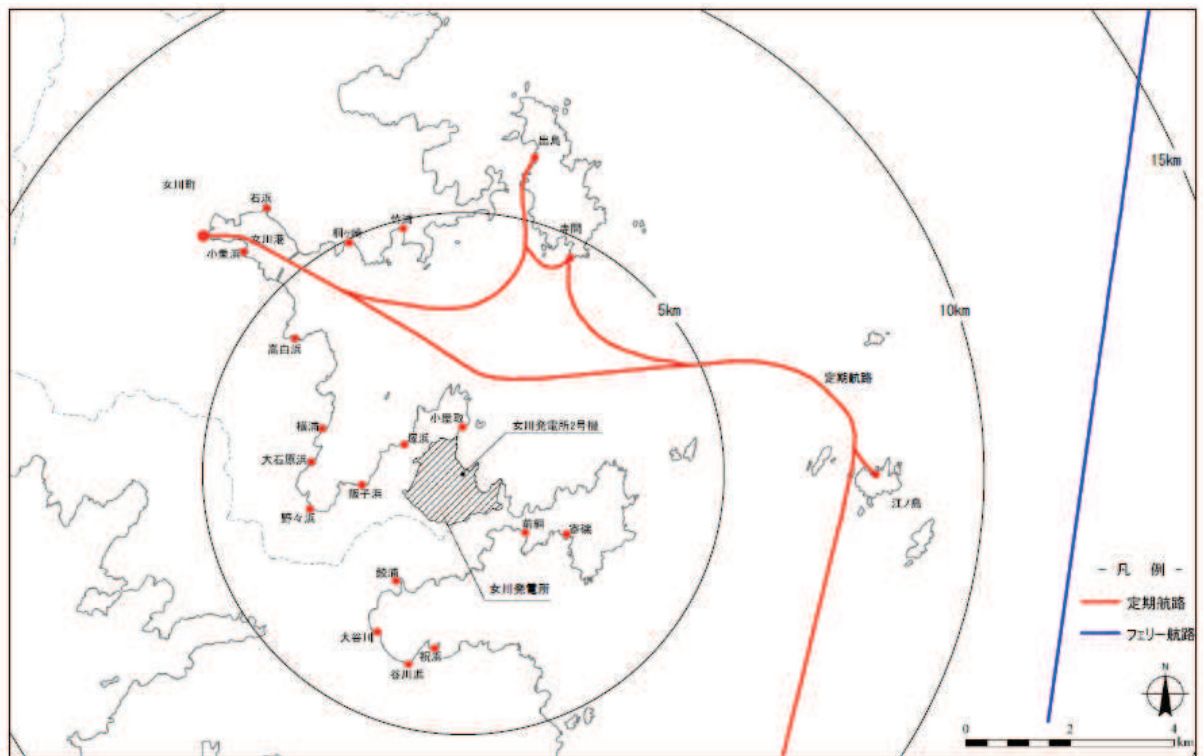 出島
15km
女川町
石浜
桐ヶ崎
竹浦
寺間
女川港
小乗浜
5km
10km
高白浜
定期航路
小屋取
女川発電所2号機
横浦
屋浜
大石原浜
江ノ島
野々浜
前網
寄磯
- 凡 例 -
鮫浦
女川発電所
定期航路
大谷川
フェリー航路
祝浜
谷川浜
N
0 2 4
km